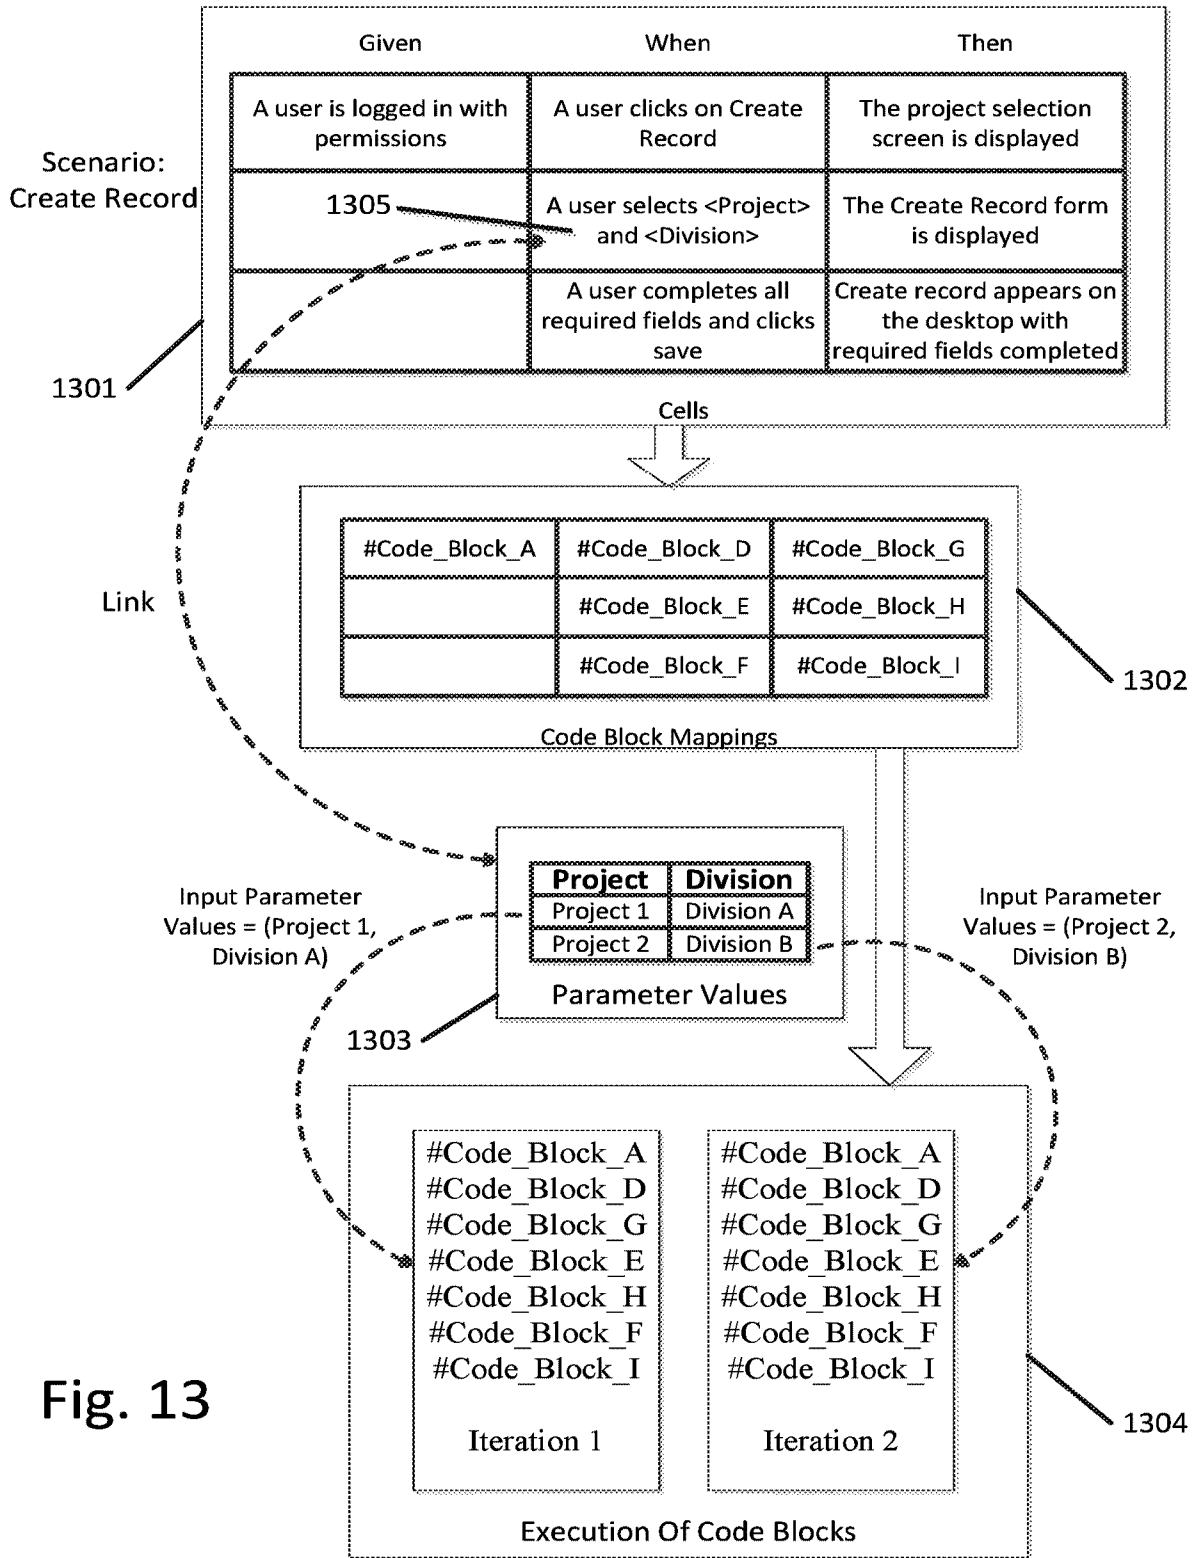 Given
When
Then
A user is logged in with
permissions
A user clicks on Create
Record
The project selection
screen is displayed
Scenario:
Create Record
1305
A user selects <Project>
and <Division>
The Create Record form
is displayed
A user completes all
required fields and clicks
save
Create record appears on
the desktop with
required fields completed
1301
Cells
#Code_Block_A
#Code_Block_D
#Code_Block_G
#Code_Block_E
#Code_Block_H
#Code_Block_F
#Code_Block_I
Link
1302
Code Block Mappings
Project
Division
Project 1
Division A
Project 2
Division B
Parameter Values
Input Parameter
Values = (Project 1,
Division A)
Input Parameter
Values = (Project 2,
Division B)
1303
#Code_Block_A
#Code_Block_D
#Code_Block_G
#Code_Block_E
#Code_Block_H
#Code_Block_F
#Code_Block_I
Iteration 1
#Code_Block_A
#Code_Block_D
#Code_Block_G
#Code_Block_E
#Code_Block_H
#Code_Block_F
#Code_Block_I
Iteration 2
1304
Execution Of Code Blocks
Fig. 13